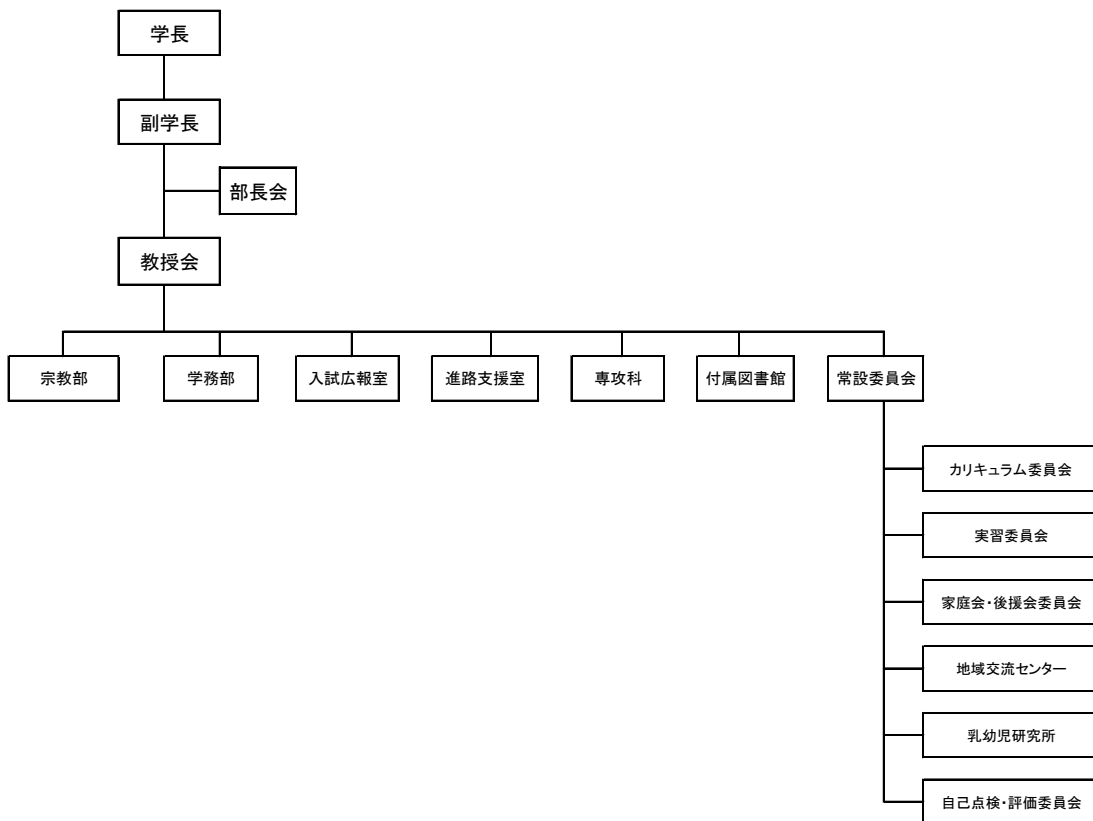 学長
副学長
部長会
教授会
宗教部
学務部
入試広報室
進路支援室
専攻科
付属図書館
常設委員会
カリキュラム委員会
実習委員会
家庭会・後援会委員会
地域交流センター
乳幼児研究所
自己点検・評価委員会